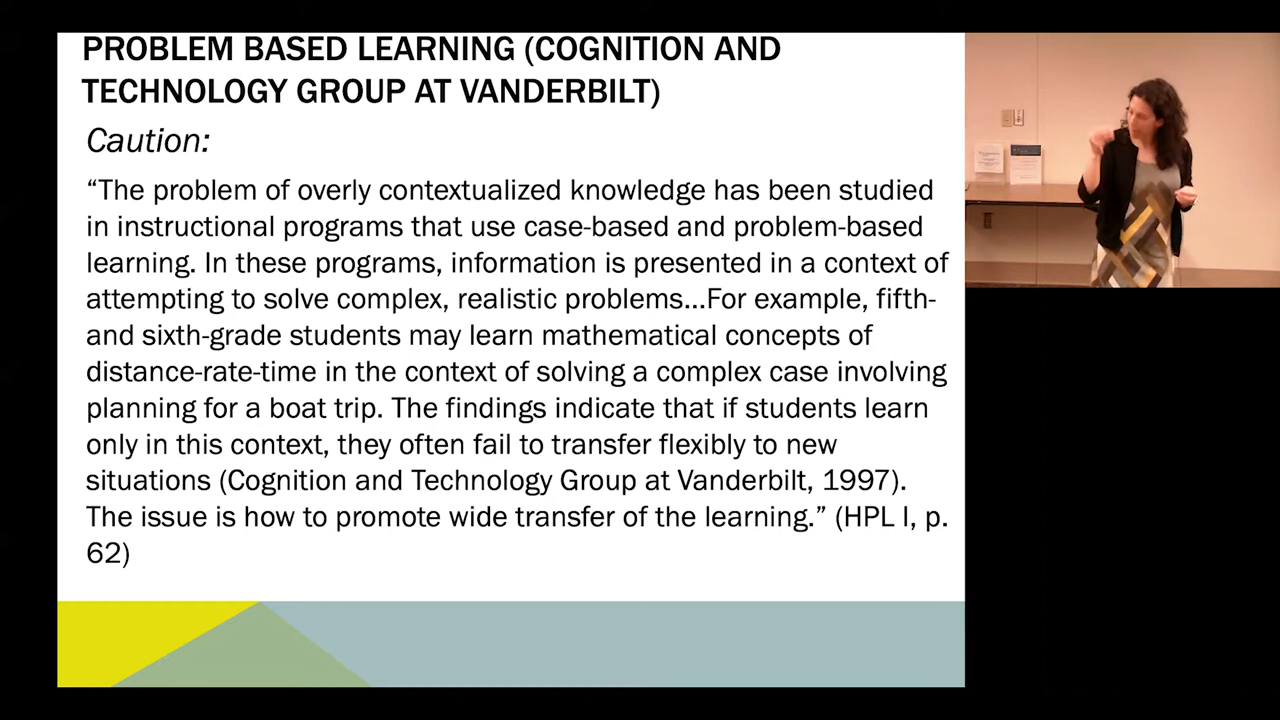 PROBLEM BASED LEARNING (COGNITION AND
TECHNOLOGY GROUP AT VANDERBILT)
Caution:
“The problem of overly contextualized knowledge has been studied
in instructional programs that use case-based and problem-based
learning. In these programs, information is presented in a context of
attempting to solve complex, realistic problems...For example, fifth-
and sixth-grade students may learn mathematical concepts of
distance-rate-time in the context of solving a complex case involving
planning for a boat trip. The findings indicate that if students learn
only in this context, they often fail to transfer flexibly to new
situations (Cognition and Technology Group at Vanderbilt, 1997).
The issue is how to promote wide transfer of the learning.” (HPL I, p.
62)